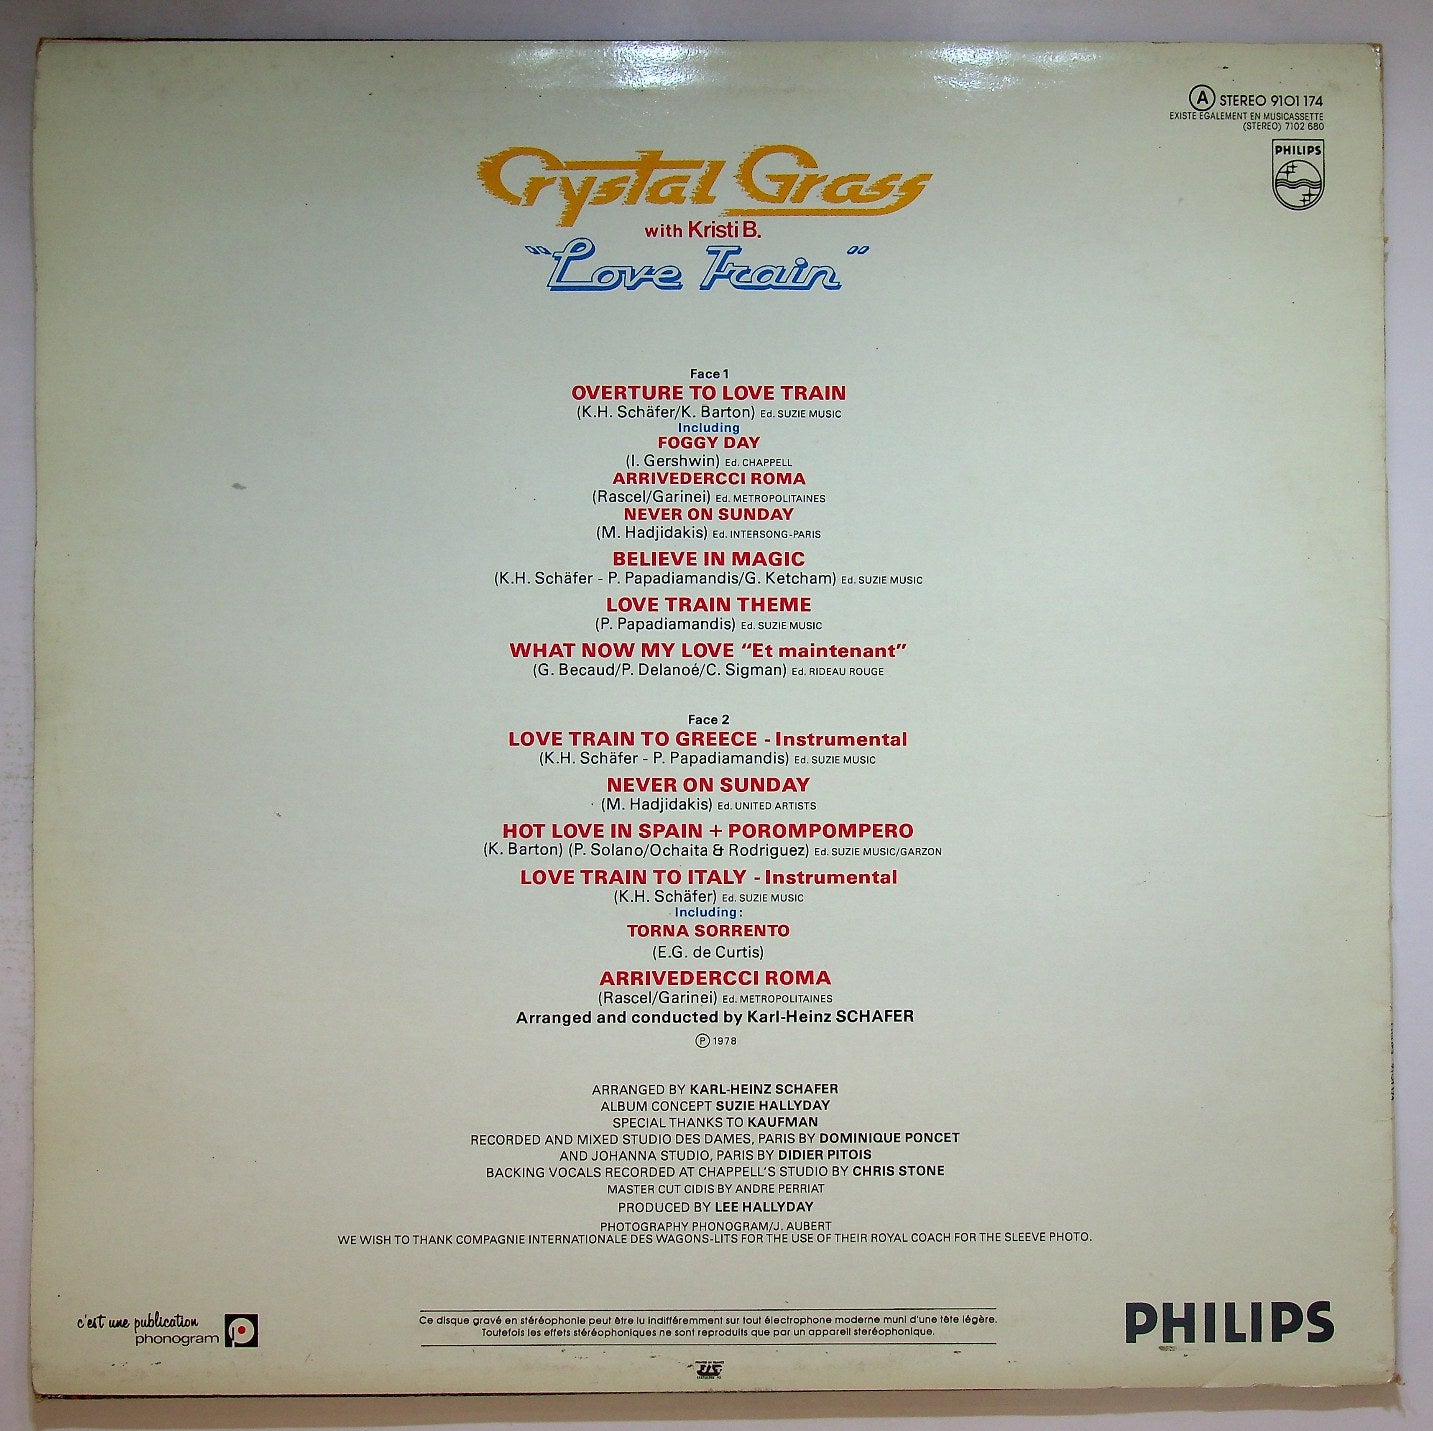 Ⓐ STEREO 9101 174
EXISTE EGALEMENT EN MUSICASSETTE
(STEREO) 7102 680
PHILIPS
Crystal Grass
with Kristi B.
"Love Train"
Face 1
OVERTURE TO LOVE TRAIN
(K.H. Schäfer/K. Barton) Ed. SUZIE MUSIC
Including
FOGGY DAY
(I. Gershwin) Ed. CHAPPELL
ARRIVEDERCCI ROMA
(Rascel/Garinei) Ed. METROPOLITAINES
NEVER ON SUNDAY
(M. Hadjidakis) Ed. INTERSONG-PARIS
BELIEVE IN MAGIC
(K.H. Schäfer - P. Papadiamandis/G. Ketcham) Ed. SUZIE MUSIC
LOVE TRAIN THEME
(P. Papadiamandis) Ed. SUZIE MUSIC
WHAT NOW MY LOVE "Et maintenant"
(G. Becaud/P. Delanoé/C. Sigman) Ed. RIDEAU ROUGE
Face 2
LOVE TRAIN TO GREECE - Instrumental
(K.H. Schäfer - P. Papadiamandis) Ed. SUZIE MUSIC
NEVER ON SUNDAY
(M. Hadjidakis) Ed. UNITED ARTISTS
HOT LOVE IN SPAIN + POROMPOMPERO
(K. Barton) (P. Solano/Ochaita & Rodriguez) Ed. SUZIE MUSIC/GARZON
LOVE TRAIN TO ITALY - Instrumental
(K.H. Schäfer) Ed. SUZIE MUSIC
Including:
TORNA SORRENTO
(E.G. de Curtis)
ARRIVEDERCCI ROMA
(Rascel/Garinei) Ed. METROPOLITAINES
Arranged and conducted by Karl-Heinz SCHAFER
Ⓟ 1978
ARRANGED BY KARL-HEINZ SCHAFER
ALBUM CONCEPT SUZIE HALLYDAY
SPECIAL THANKS TO KAUFMAN
RECORDED AND MIXED STUDIO DES DAMES, PARIS BY DOMINIQUE PONCET
AND JOHANNA STUDIO, PARIS BY DIDIER PITOIS
BACKING VOCALS RECORDED AT CHAPPELL'S STUDIO BY CHRIS STONE
MASTER CUT CIDIS BY ANDRE PERRIAT
PRODUCED BY LEE HALLYDAY
PHOTOGRAPHY PHONOGRAM/J. AUBERT
WE WISH TO THANK COMPAGNIE INTERNATIONALE DES WAGONS-LITS FOR THE USE OF THEIR ROYAL COACH FOR THE SLEEVE PHOTO.
c'est une publication
phonogram
Ce disque gravé en stéréophonie peut être lu indifféremment sur tout électrophone moderne muni d'une tête légère.
Toutefois les effets stéréophoniques ne sont reproduits que par un appareil stéréophonique.
PHILIPS